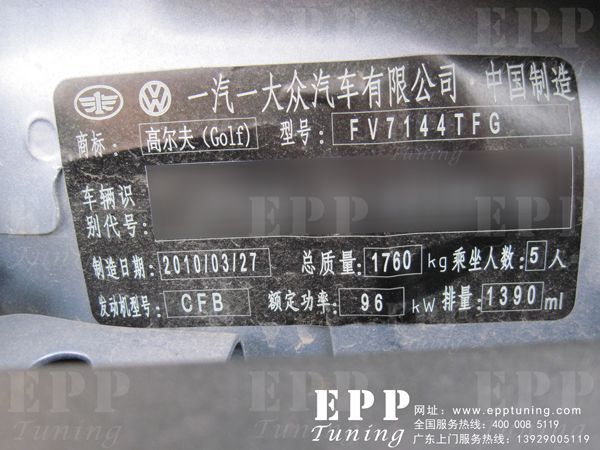 一汽一大众汽车有限公司 中国制造
商标: 高尔夫(Golf) 型号: FV7144TFG
车辆识
别代号:
制造日期: 2010/03/27 总质量: 1760 kg 乘坐人数: 5 人
发动机型号: CFB 额定功率: 96 kW 排量: 1390 ml
EPP Tuning
网址: www.epptuning.com
全国服务热线: 400 008 5119
广东上门服务热线: 13929005119